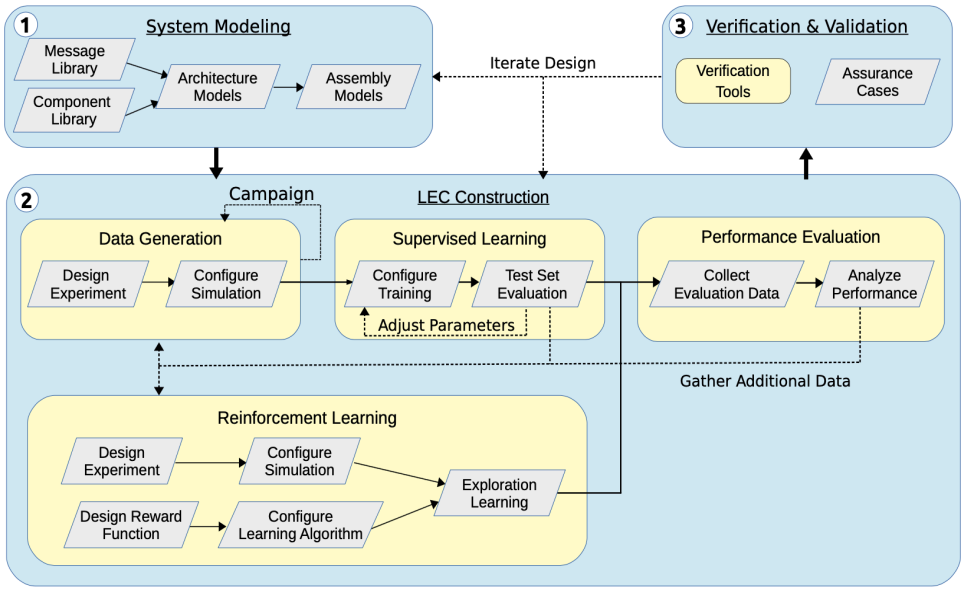 1
System Modeling
Message
Library
Component
Library
Architecture
Models
Assembly
Models
Iterate Design
3
Verification & Validation
Verification
Tools
Assurance
Cases
2
LEC Construction
Campaign
Data Generation
Design
Experiment
Configure
Simulation
Supervised Learning
Configure
Training
Test Set
Evaluation
Adjust Parameters
Performance Evaluation
Collect
Evaluation Data
Analyze
Performance
Gather Additional Data
Reinforcement Learning
Design
Experiment
Configure
Simulation
Design Reward
Function
Configure
Learning Algorithm
Exploration
Learning